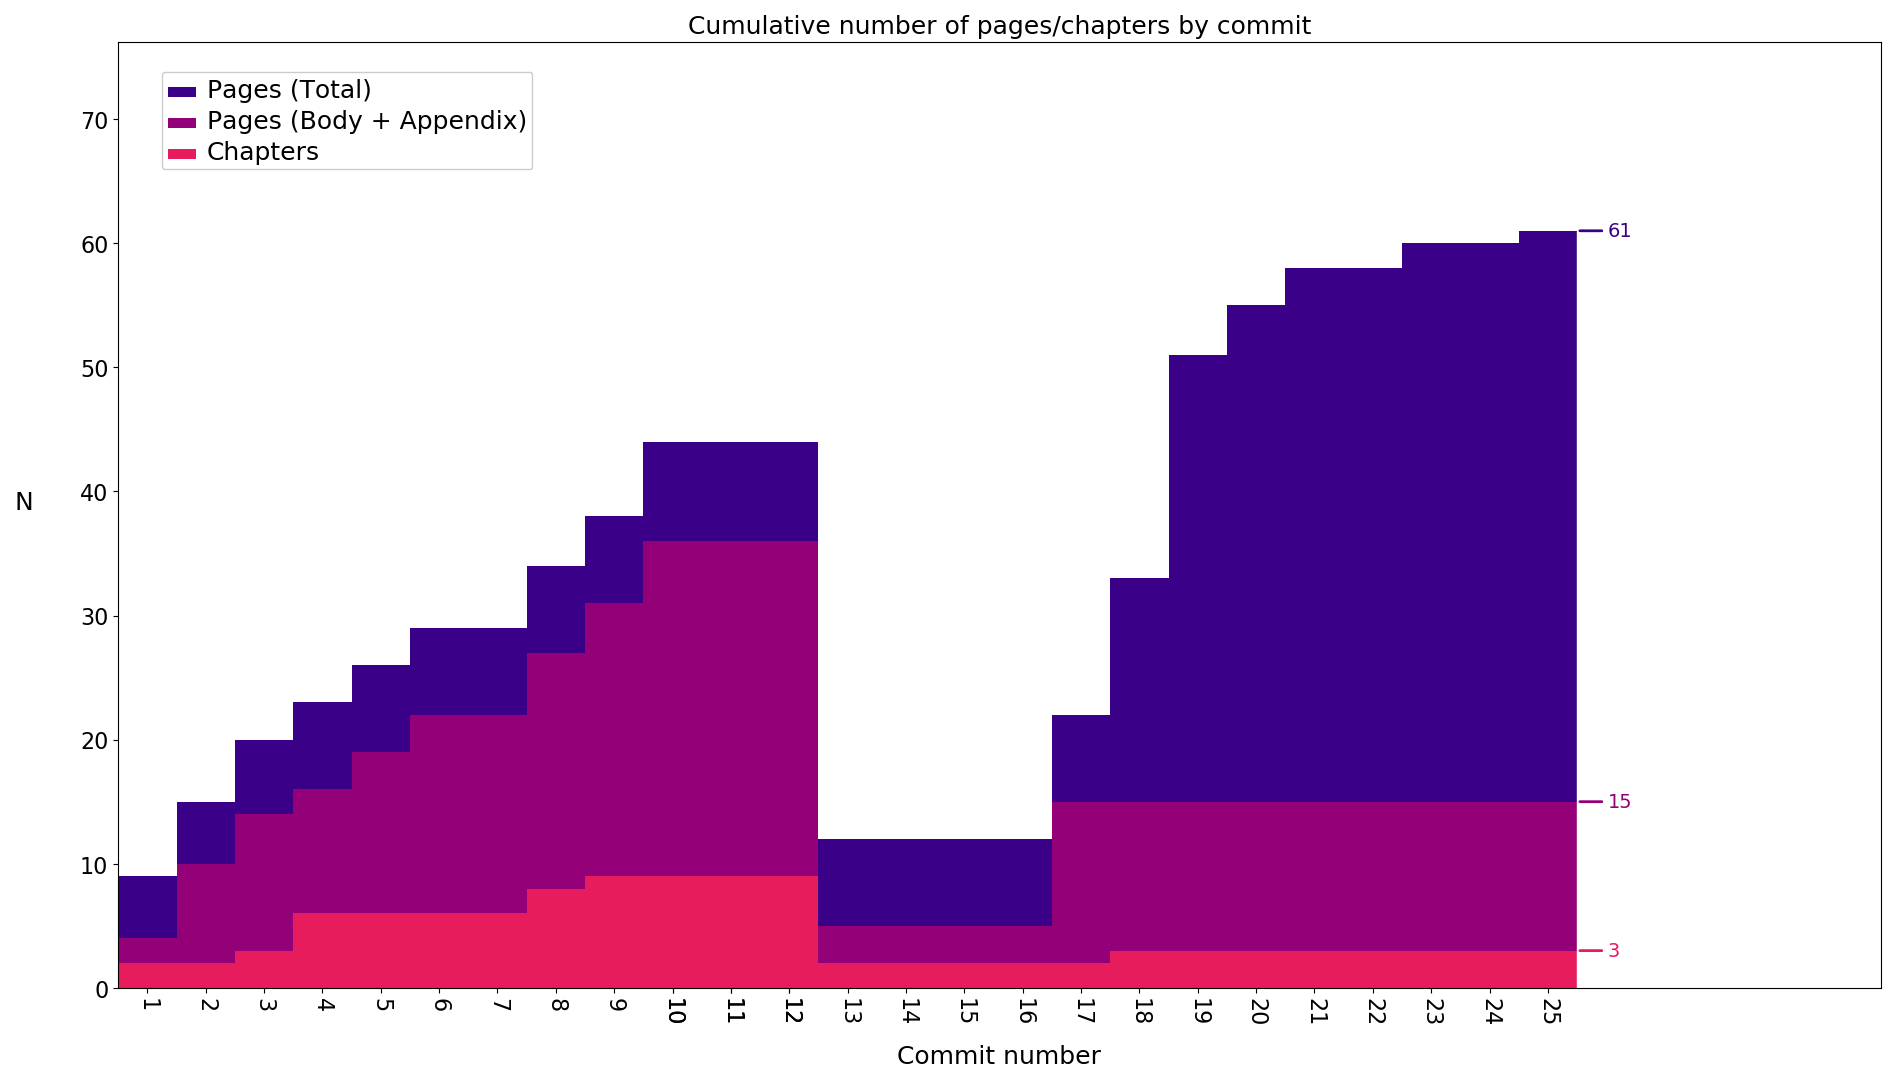 Cumulative number of pages/chapters by commit
Pages (Total)
Pages (Body + Appendix)
Chapters
70
60
50
40
30
20
10
0
N
61
15
3
1 2 3 4 5 6 7 8 9 10 11 12 13 14 15 16 17 18 19 20 21 22 23 24 25
Commit number